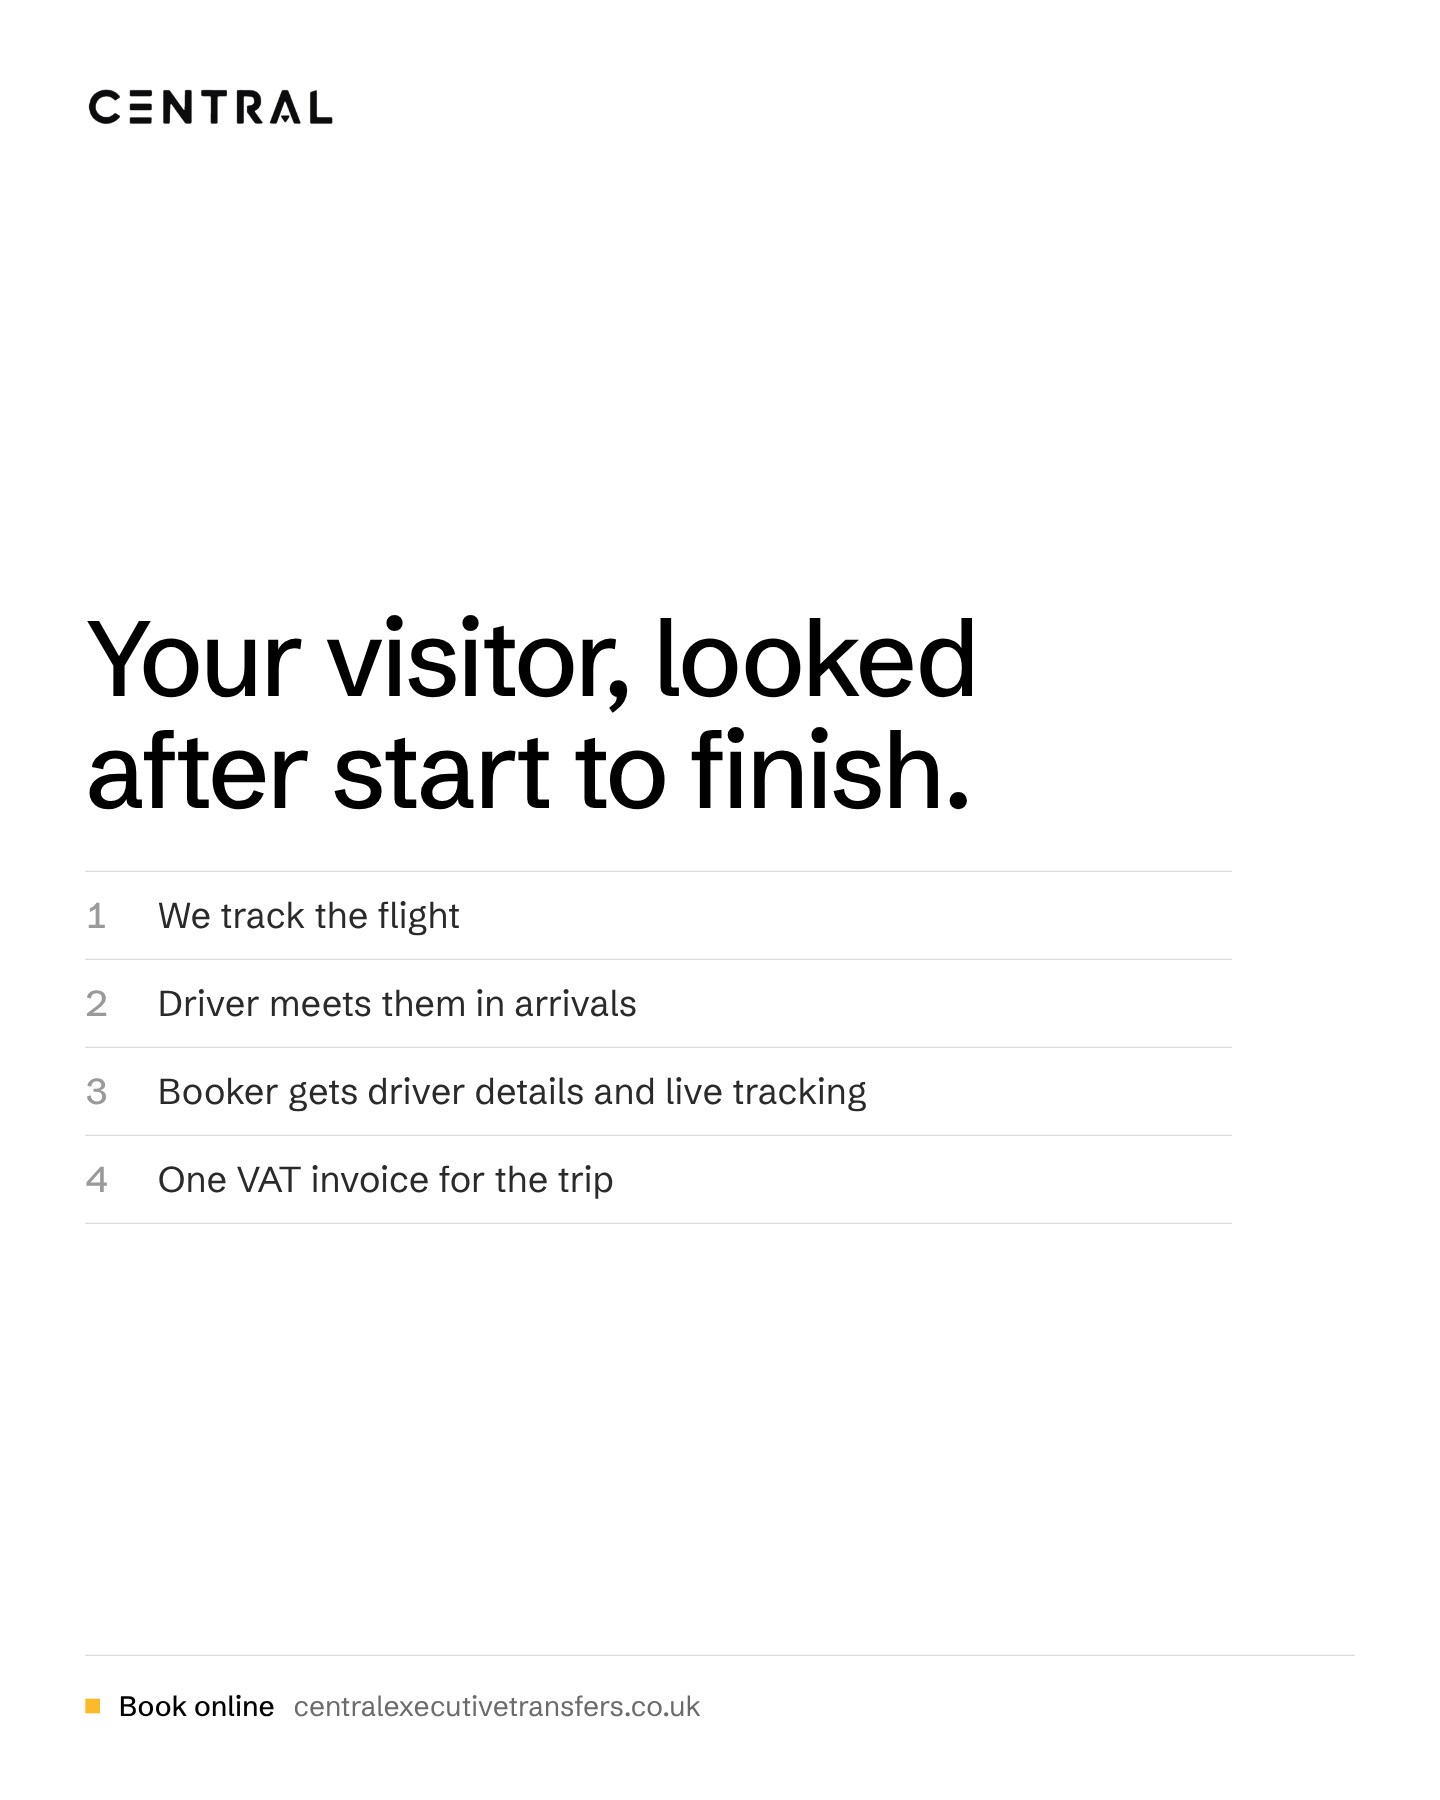 CENTRAL
Your visitor, looked
after start to finish.
1 We track the flight
2 Driver meets them in arrivals
3 Booker gets driver details and live tracking
4 One VAT invoice for the trip
Book online centralexecutivetransfers.co.uk